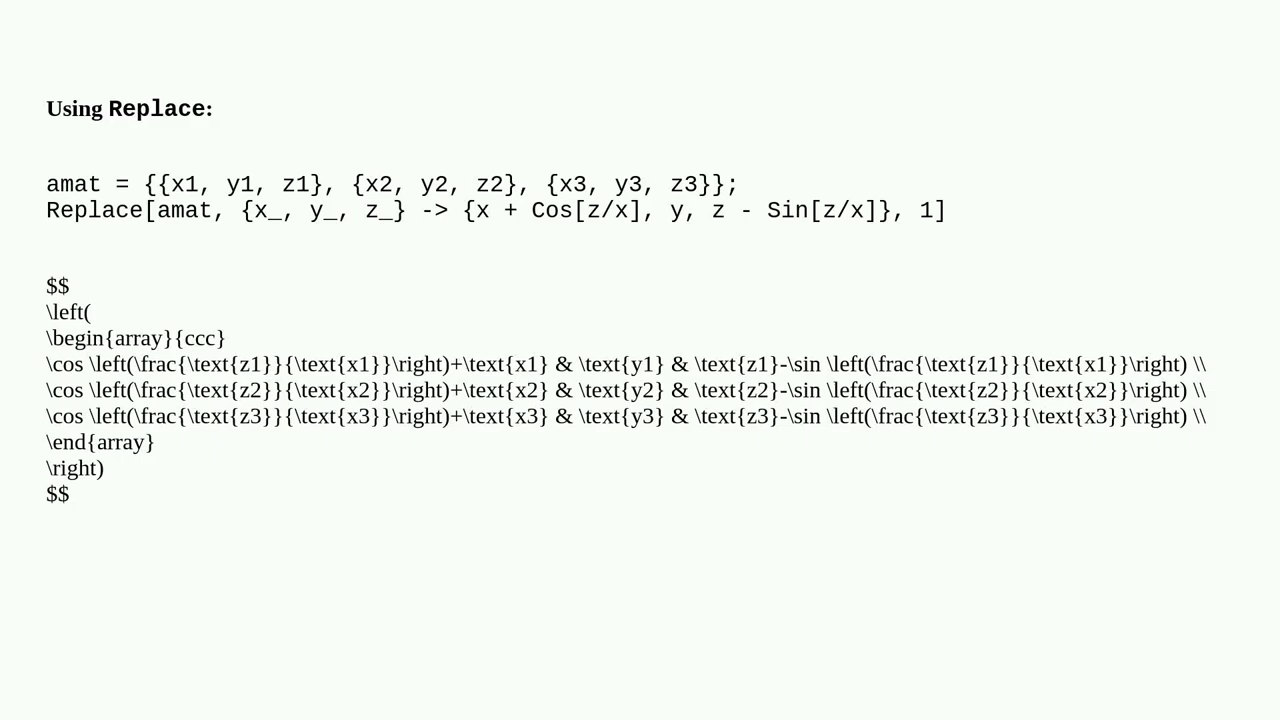 Using Replace:
amat = {{x1, y1, z1}, {x2, y2, z2}, {x3, y3, z3}};
Replace[amat, {x_, y_, z_} -> {x + Cos[z/x], y, z - Sin[z/x]}, 1]
$$
\left(
\begin{array}{ccc}
\cos \left(\frac{\text{z1}}{\text{x1}}\right)+\text{x1} & \text{y1} & \text{z1}-\sin \left(\frac{\text{z1}}{\text{x1}}\right) \\
\cos \left(\frac{\text{z2}}{\text{x2}}\right)+\text{x2} & \text{y2} & \text{z2}-\sin \left(\frac{\text{z2}}{\text{x2}}\right) \\
\cos \left(\frac{\text{z3}}{\text{x3}}\right)+\text{x3} & \text{y3} & \text{z3}-\sin \left(\frac{\text{z3}}{\text{x3}}\right) \\
\end{array}
\right)
$$